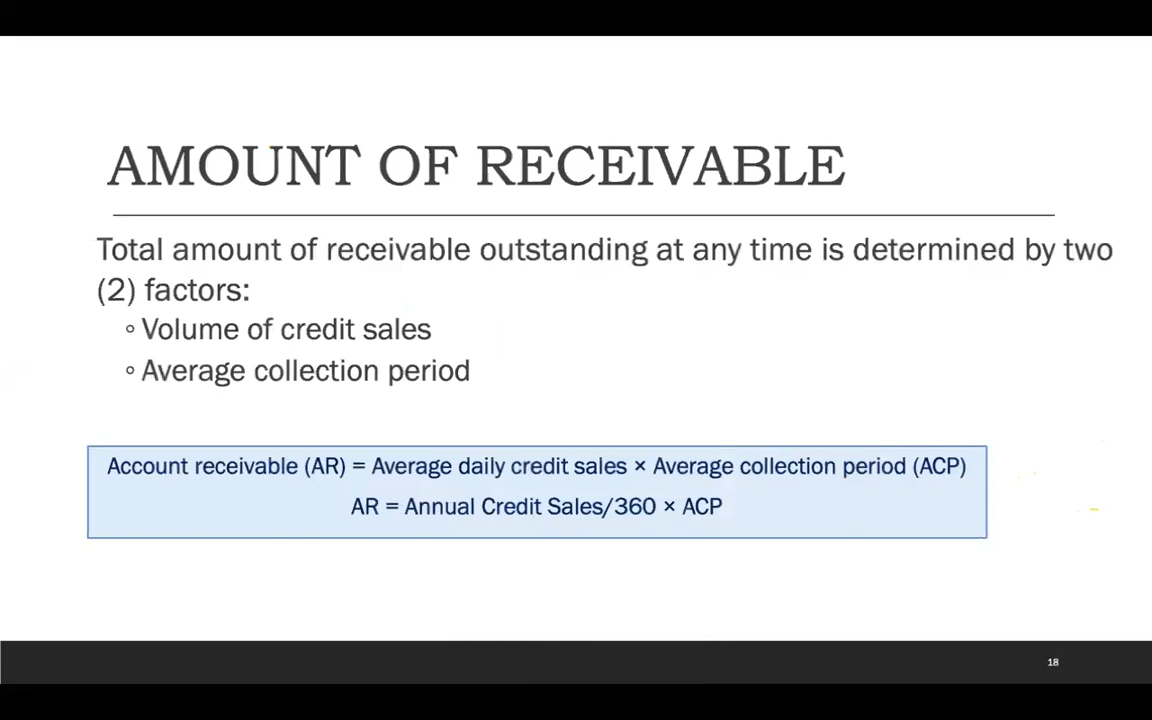 AMOUNT OF RECEIVABLE
Total amount of receivable outstanding at any time is determined by two
(2) factors:
◦ Volume of credit sales
◦ Average collection period
Account receivable (AR) = Average daily credit sales × Average collection period (ACP)
AR = Annual Credit Sales/360 × ACP
18